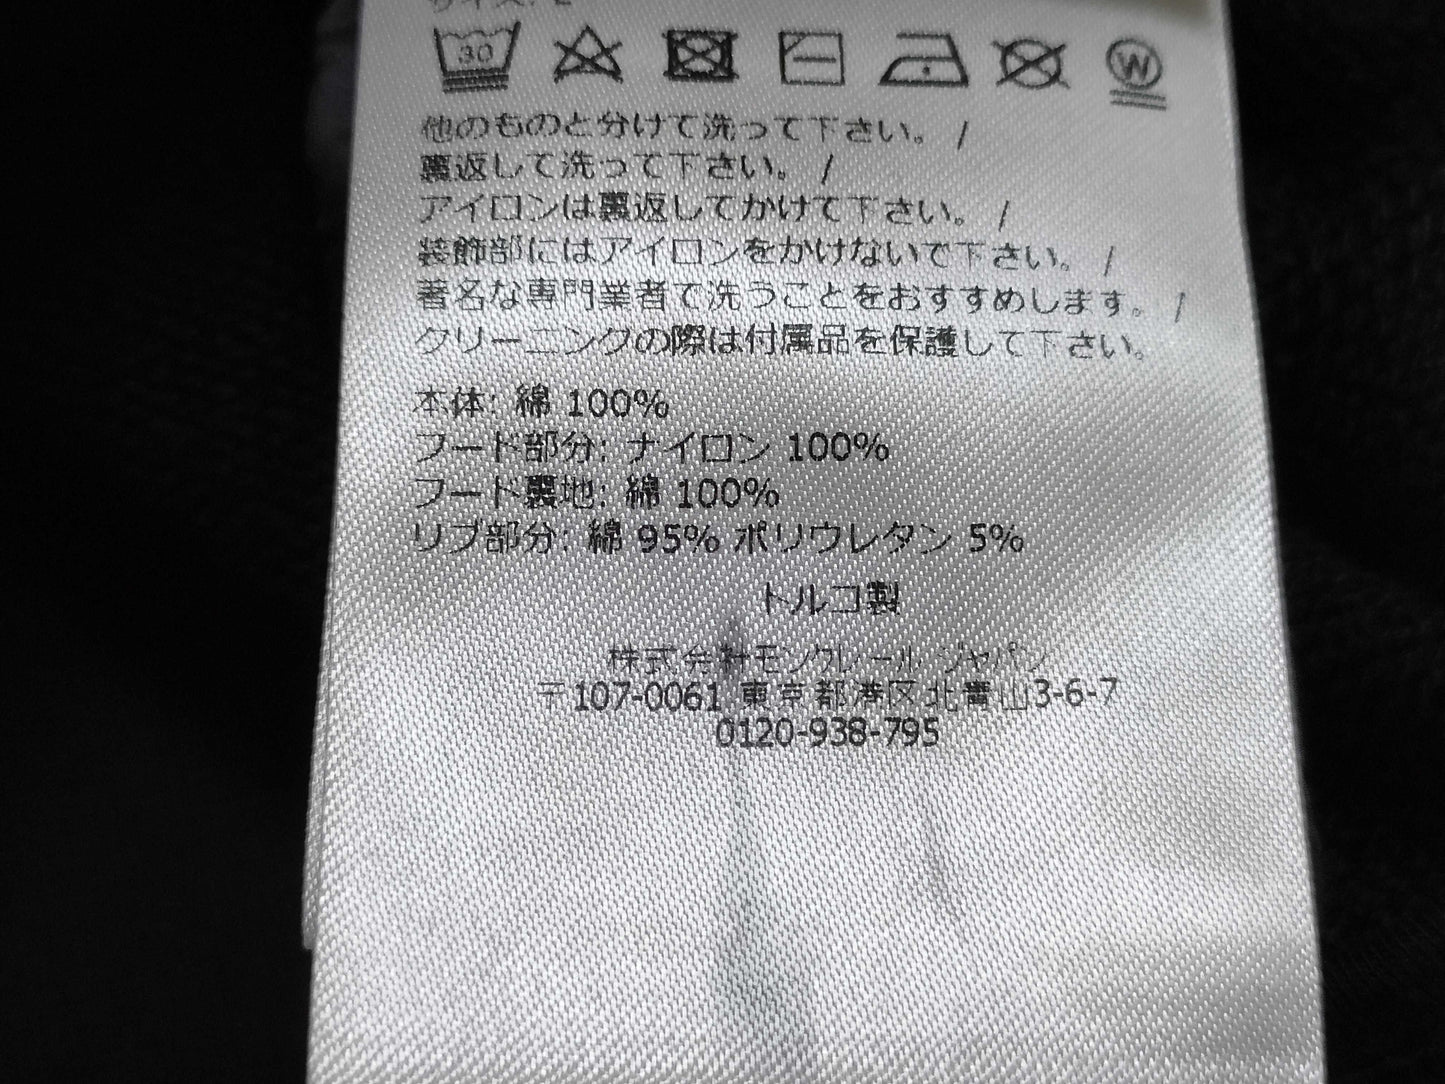 サイズ: L
30
W
他のものと分けて洗って下さい。 /
裏返して洗って下さい。 /
アイロンは裏返してかけて下さい。 /
装飾部にはアイロンをかけないで下さい。 /
著名な専門業者で洗うことをおすすめします。 /
クリーニングの際は付属品を保護して下さい。
本体: 綿 100%
フード部分: ナイロン 100%
フード裏地: 綿 100%
リブ部分: 綿 95% ポリウレタン 5%
トルコ製
株式会社モンクレール ジャパン
〒107-0061 東京都港区北青山3-6-7
0120-938-795